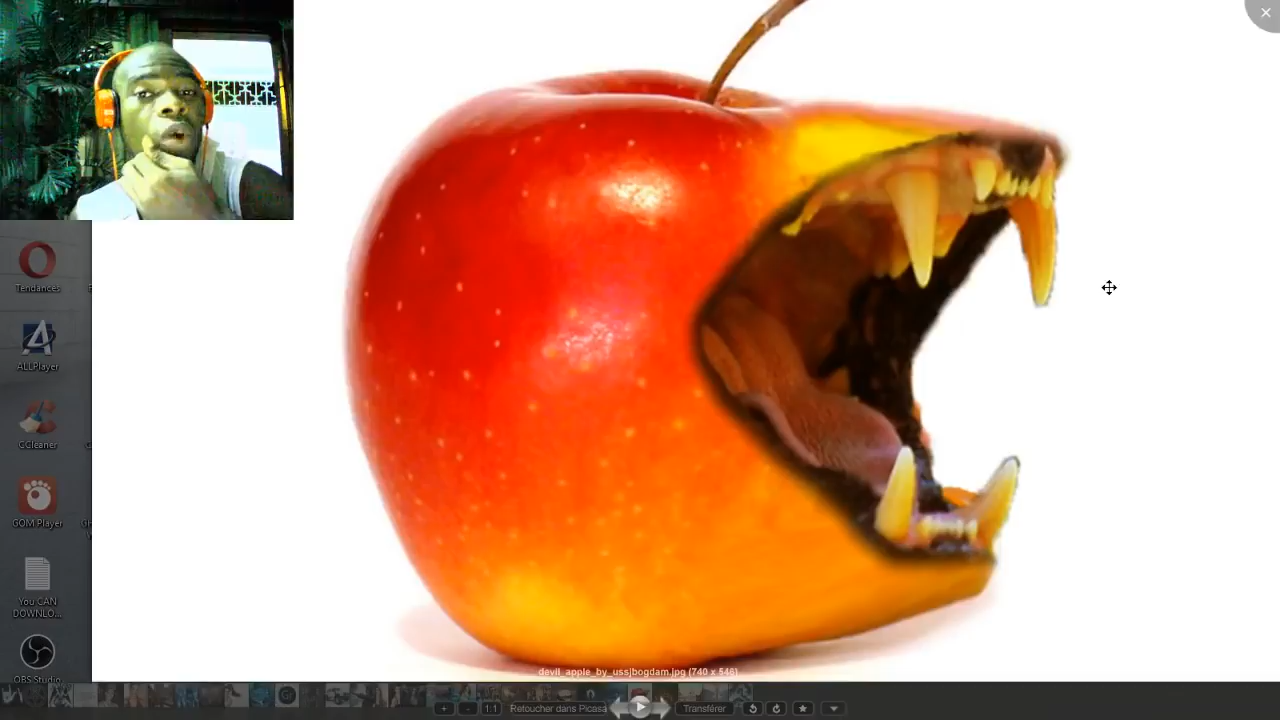 Tendances
ALLPlayer
CCleaner
GOM Player
You CAN
DOWNLO...
OBS Studio
devil_apple_by_ussjbogdam.jpg (740 x 546)
1:1
Retoucher dans Picasa
Transférer